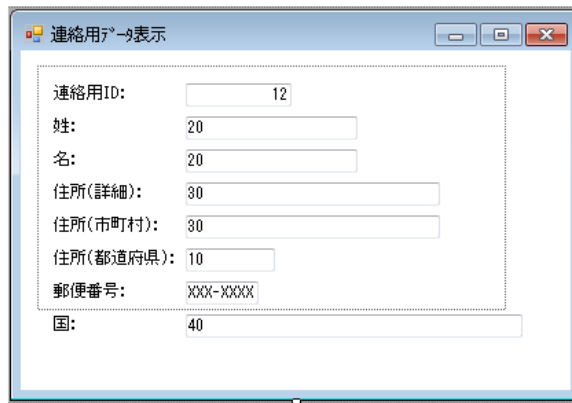 連絡用ﾃﾞｰﾀ表示
連絡用ID: 12
姓: 20
名: 20
住所(詳細): 30
住所(市町村): 30
住所(都道府県): 10
郵便番号: XXX-XXXX
国: 40